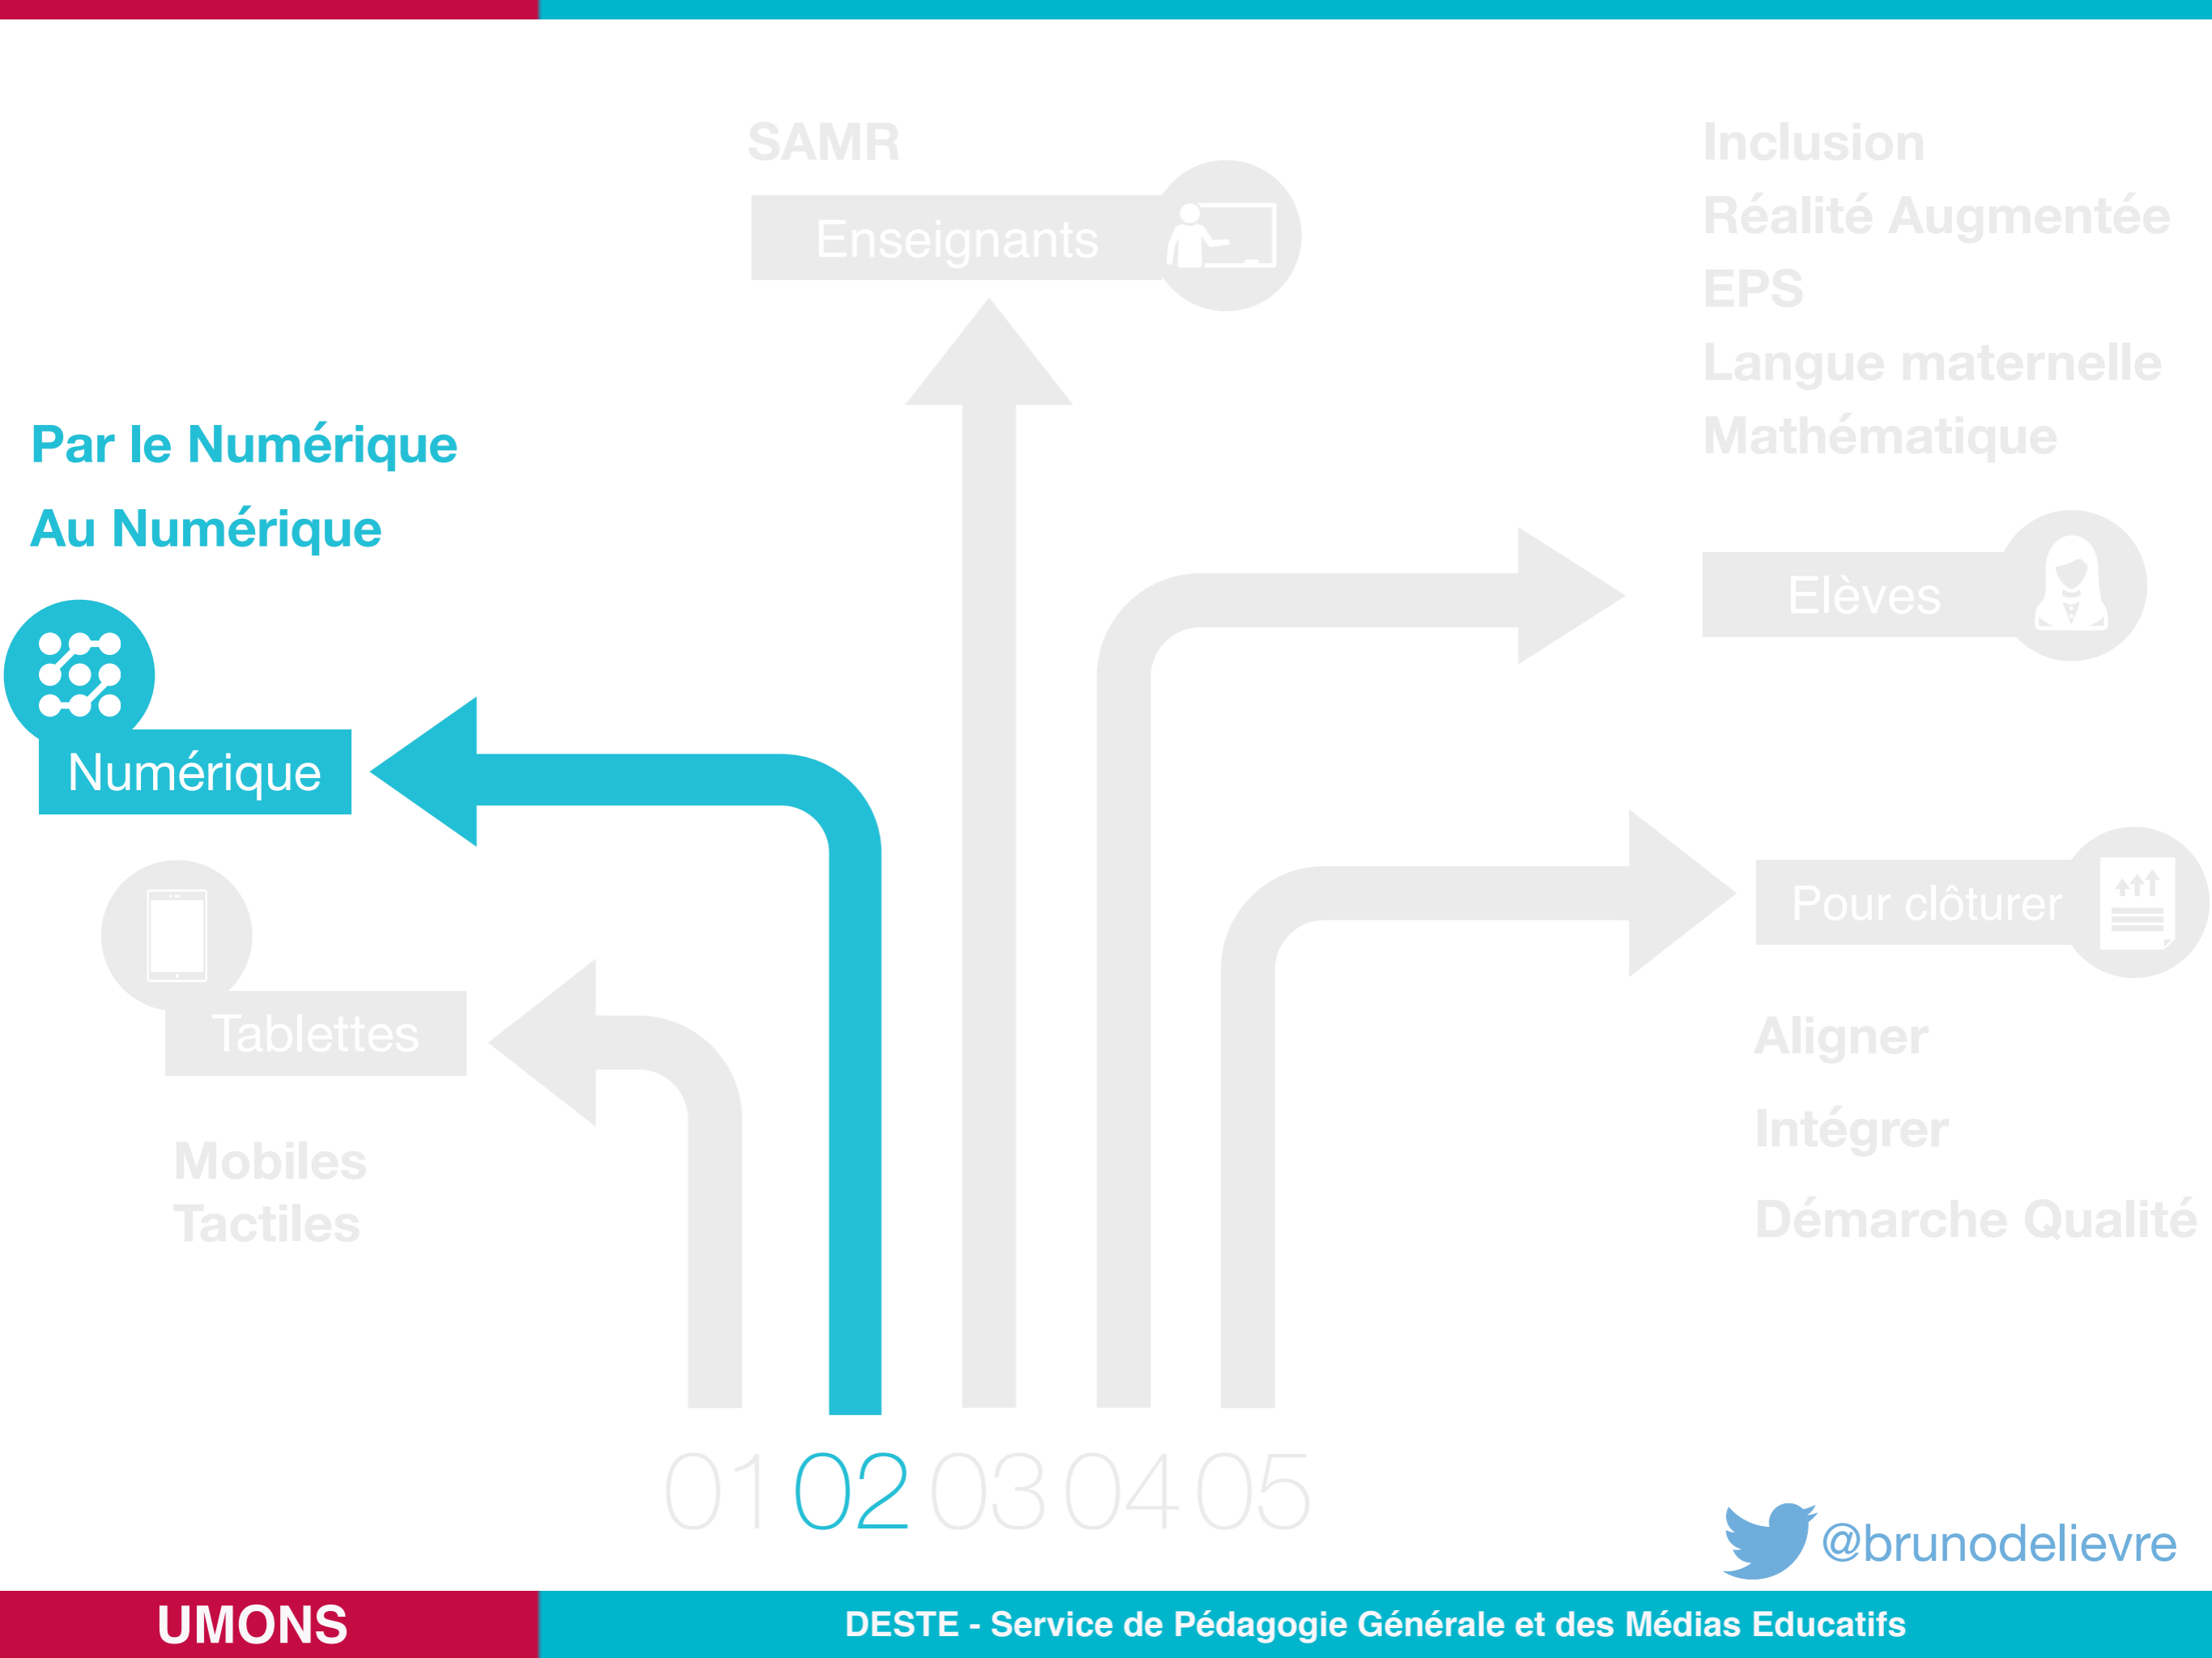 SAMR
Enseignants
Inclusion
Réalité Augmentée
EPS
Langue maternelle
Mathématique
Elèves
Par le Numérique
Au Numérique
Numérique
Tablettes
Mobiles
Tactiles
Pour clôturer
Aligner
Intégrer
Démarche Qualité
01 02 03 04 05
@brunodelievre
UMONS
DESTE - Service de Pédagogie Générale et des Médias Educatifs